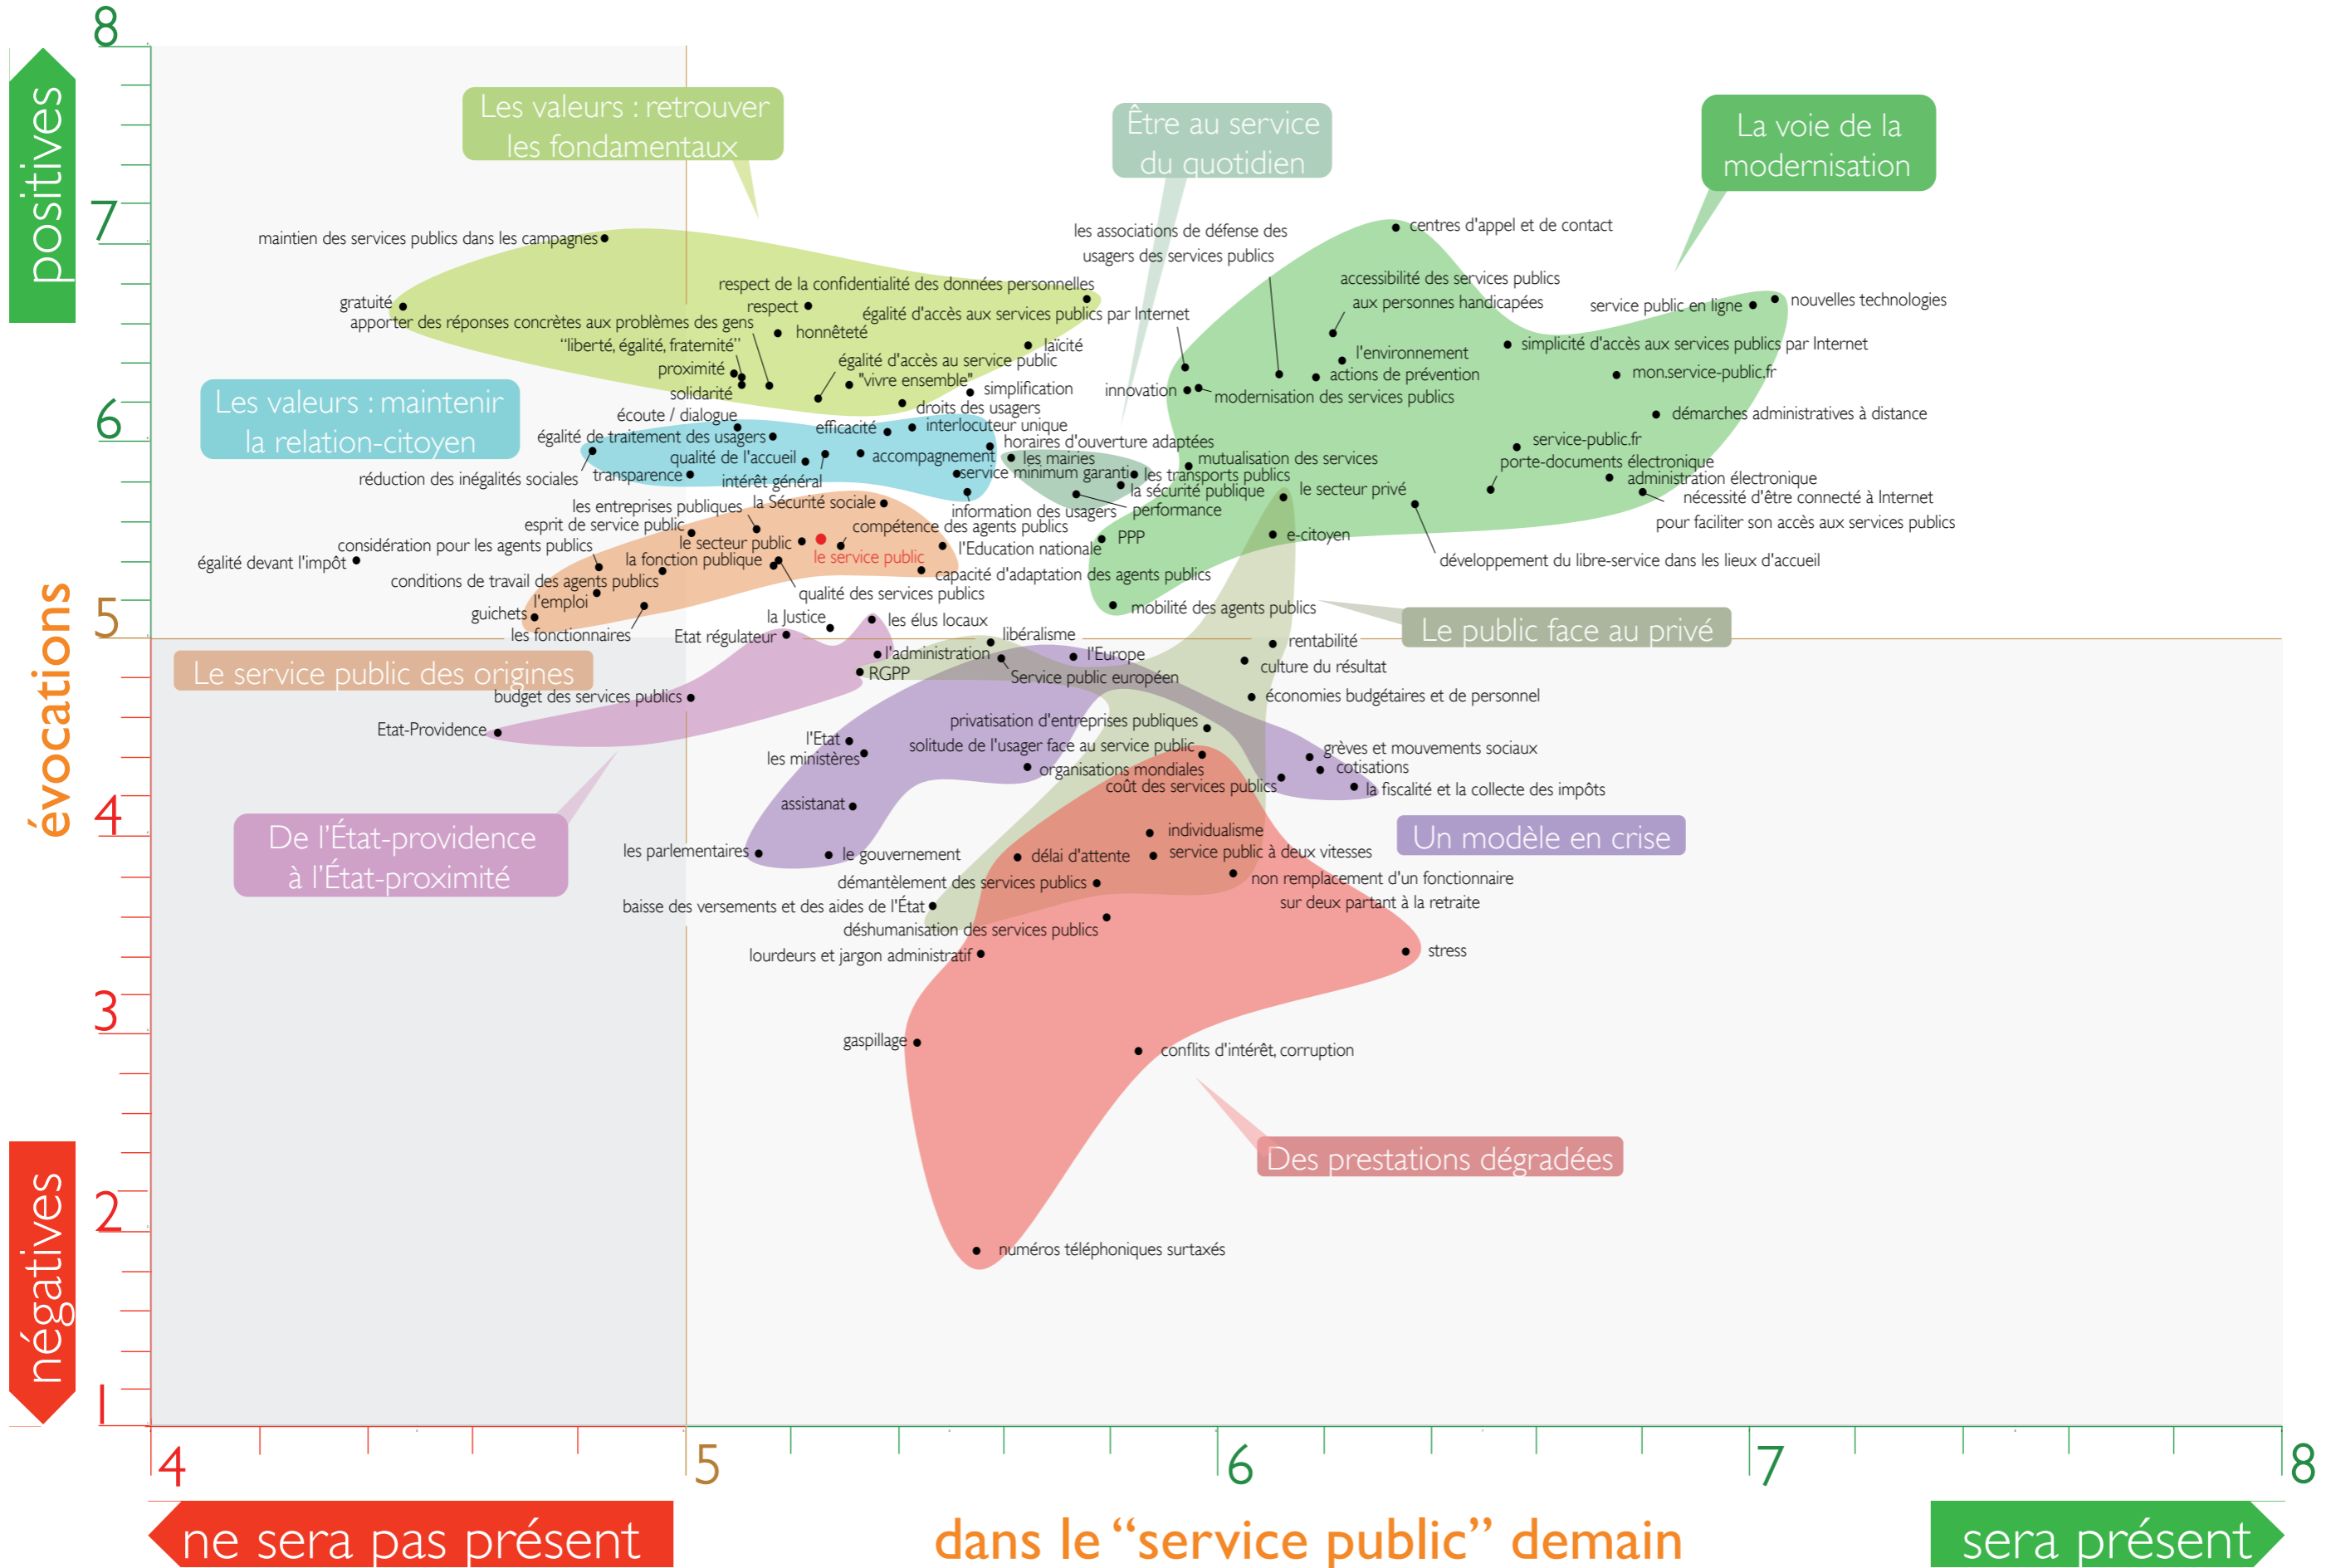 8
positives
Les valeurs : retrouver
les fondamentaux
Être au service
du quotidien
La voie de la
modernisation
7
maintien des services publics dans les campagnes
les associations de défense des
usagers des services publics
centres d'appel et de contact
gratuité
respect de la confidentialité des données personnelles
respect
accessibilité des services publics
aux personnes handicapées
service public en ligne
nouvelles technologies
apporter des réponses concrètes aux problèmes des gens
honnêteté
égalité d'accès aux services publics par Internet
"liberté, égalité, fraternité"
laïcité
simplicité d'accès aux services publics par Internet
proximité
égalité d'accès au service public
l'environnement
solidarité
"vivre ensemble"
simplification
innovation
actions de prévention
modernisation des services publics
mon.service-public.fr
Les valeurs : maintenir
la relation-citoyen
6
écoute / dialogue
droits des usagers
démarches administratives à distance
égalité de traitement des usagers
efficacité
interlocuteur unique
horaires d'ouverture adaptées
service-public.fr
qualité de l'accueil
accompagnement
les mairies
mutualisation des services
porte-documents électronique
réduction des inégalités sociales
transparence
intérêt général
service minimum garanti
les transports publics
administration électronique
la sécurité publique
le secteur privé
nécessité d'être connecté à Internet
pour faciliter son accès aux services publics
les entreprises publiques
la Sécurité sociale
information des usagers
performance
esprit de service public
compétence des agents publics
considération pour les agents publics
le secteur public
l'Education nationale
PPP
e-citoyen
égalité devant l'impôt
la fonction publique
le service public
développement du libre-service dans les lieux d'accueil
conditions de travail des agents publics
capacité d'adaptation des agents publics
l'emploi
qualité des services publics
guichets
mobilité des agents publics
5
les fonctionnaires
la Justice
les élus locaux
Etat régulateur
libéralisme
rentabilité
Le public face au privé
évocations
Le service public des origines
l'administration
l'Europe
culture du résultat
RGPP
Service public européen
budget des services publics
économies budgétaires et de personnel
Etat-Providence
privatisation d'entreprises publiques
l'Etat
solitude de l'usager face au service public
grèves et mouvements sociaux
les ministères
organisations mondiales
cotisations
coût des services publics
la fiscalité et la collecte des impôts
assistanat
4
De l'État-providence
à l'État-proximité
individualisme
Un modèle en crise
les parlementaires
le gouvernement
délai d'attente
service public à deux vitesses
démantèlement des services publics
non remplacement d'un fonctionnaire
sur deux partant à la retraite
baisse des versements et des aides de l'État
déshumanisation des services publics
lourdeurs et jargon administratif
stress
3
gaspillage
conflits d'intérêt, corruption
Des prestations dégradées
négatives
2
numéros téléphoniques surtaxés
1
4
5
6
7
8
ne sera pas présent
dans le "service public" demain
sera présent